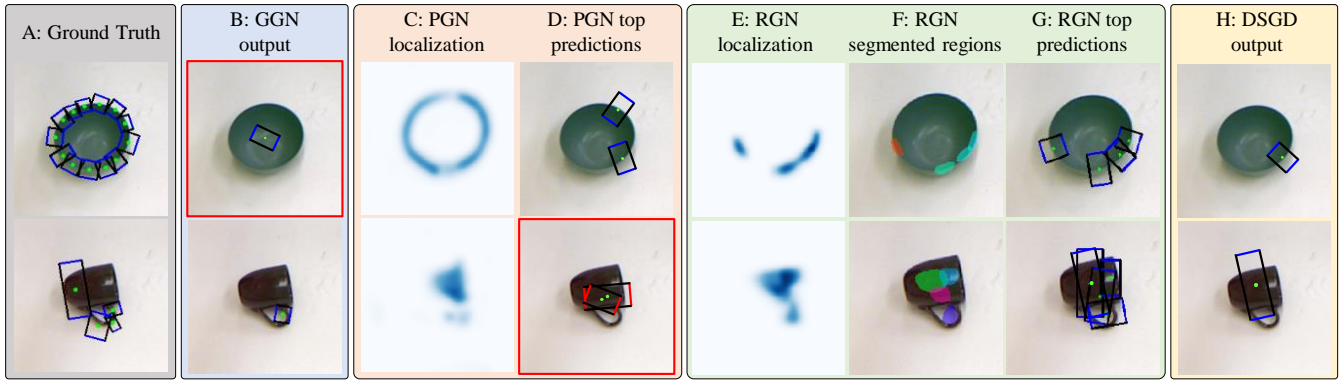 A: Ground Truth
B: GGN
output
C: PGN
localization
D: PGN top
predictions
E: RGN
localization
F: RGN
segmented regions
G: RGN top
predictions
H: DSGD
output